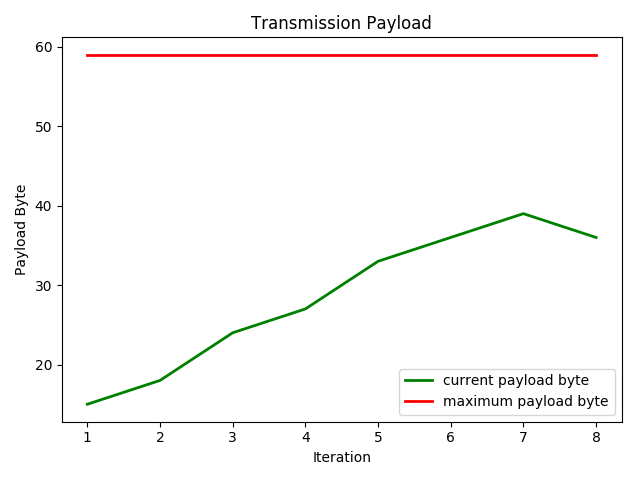 Transmission Payload
60
50
40
30
20
Payload Byte
1 2 3 4 5 6 7 8
Iteration
current payload byte
maximum payload byte